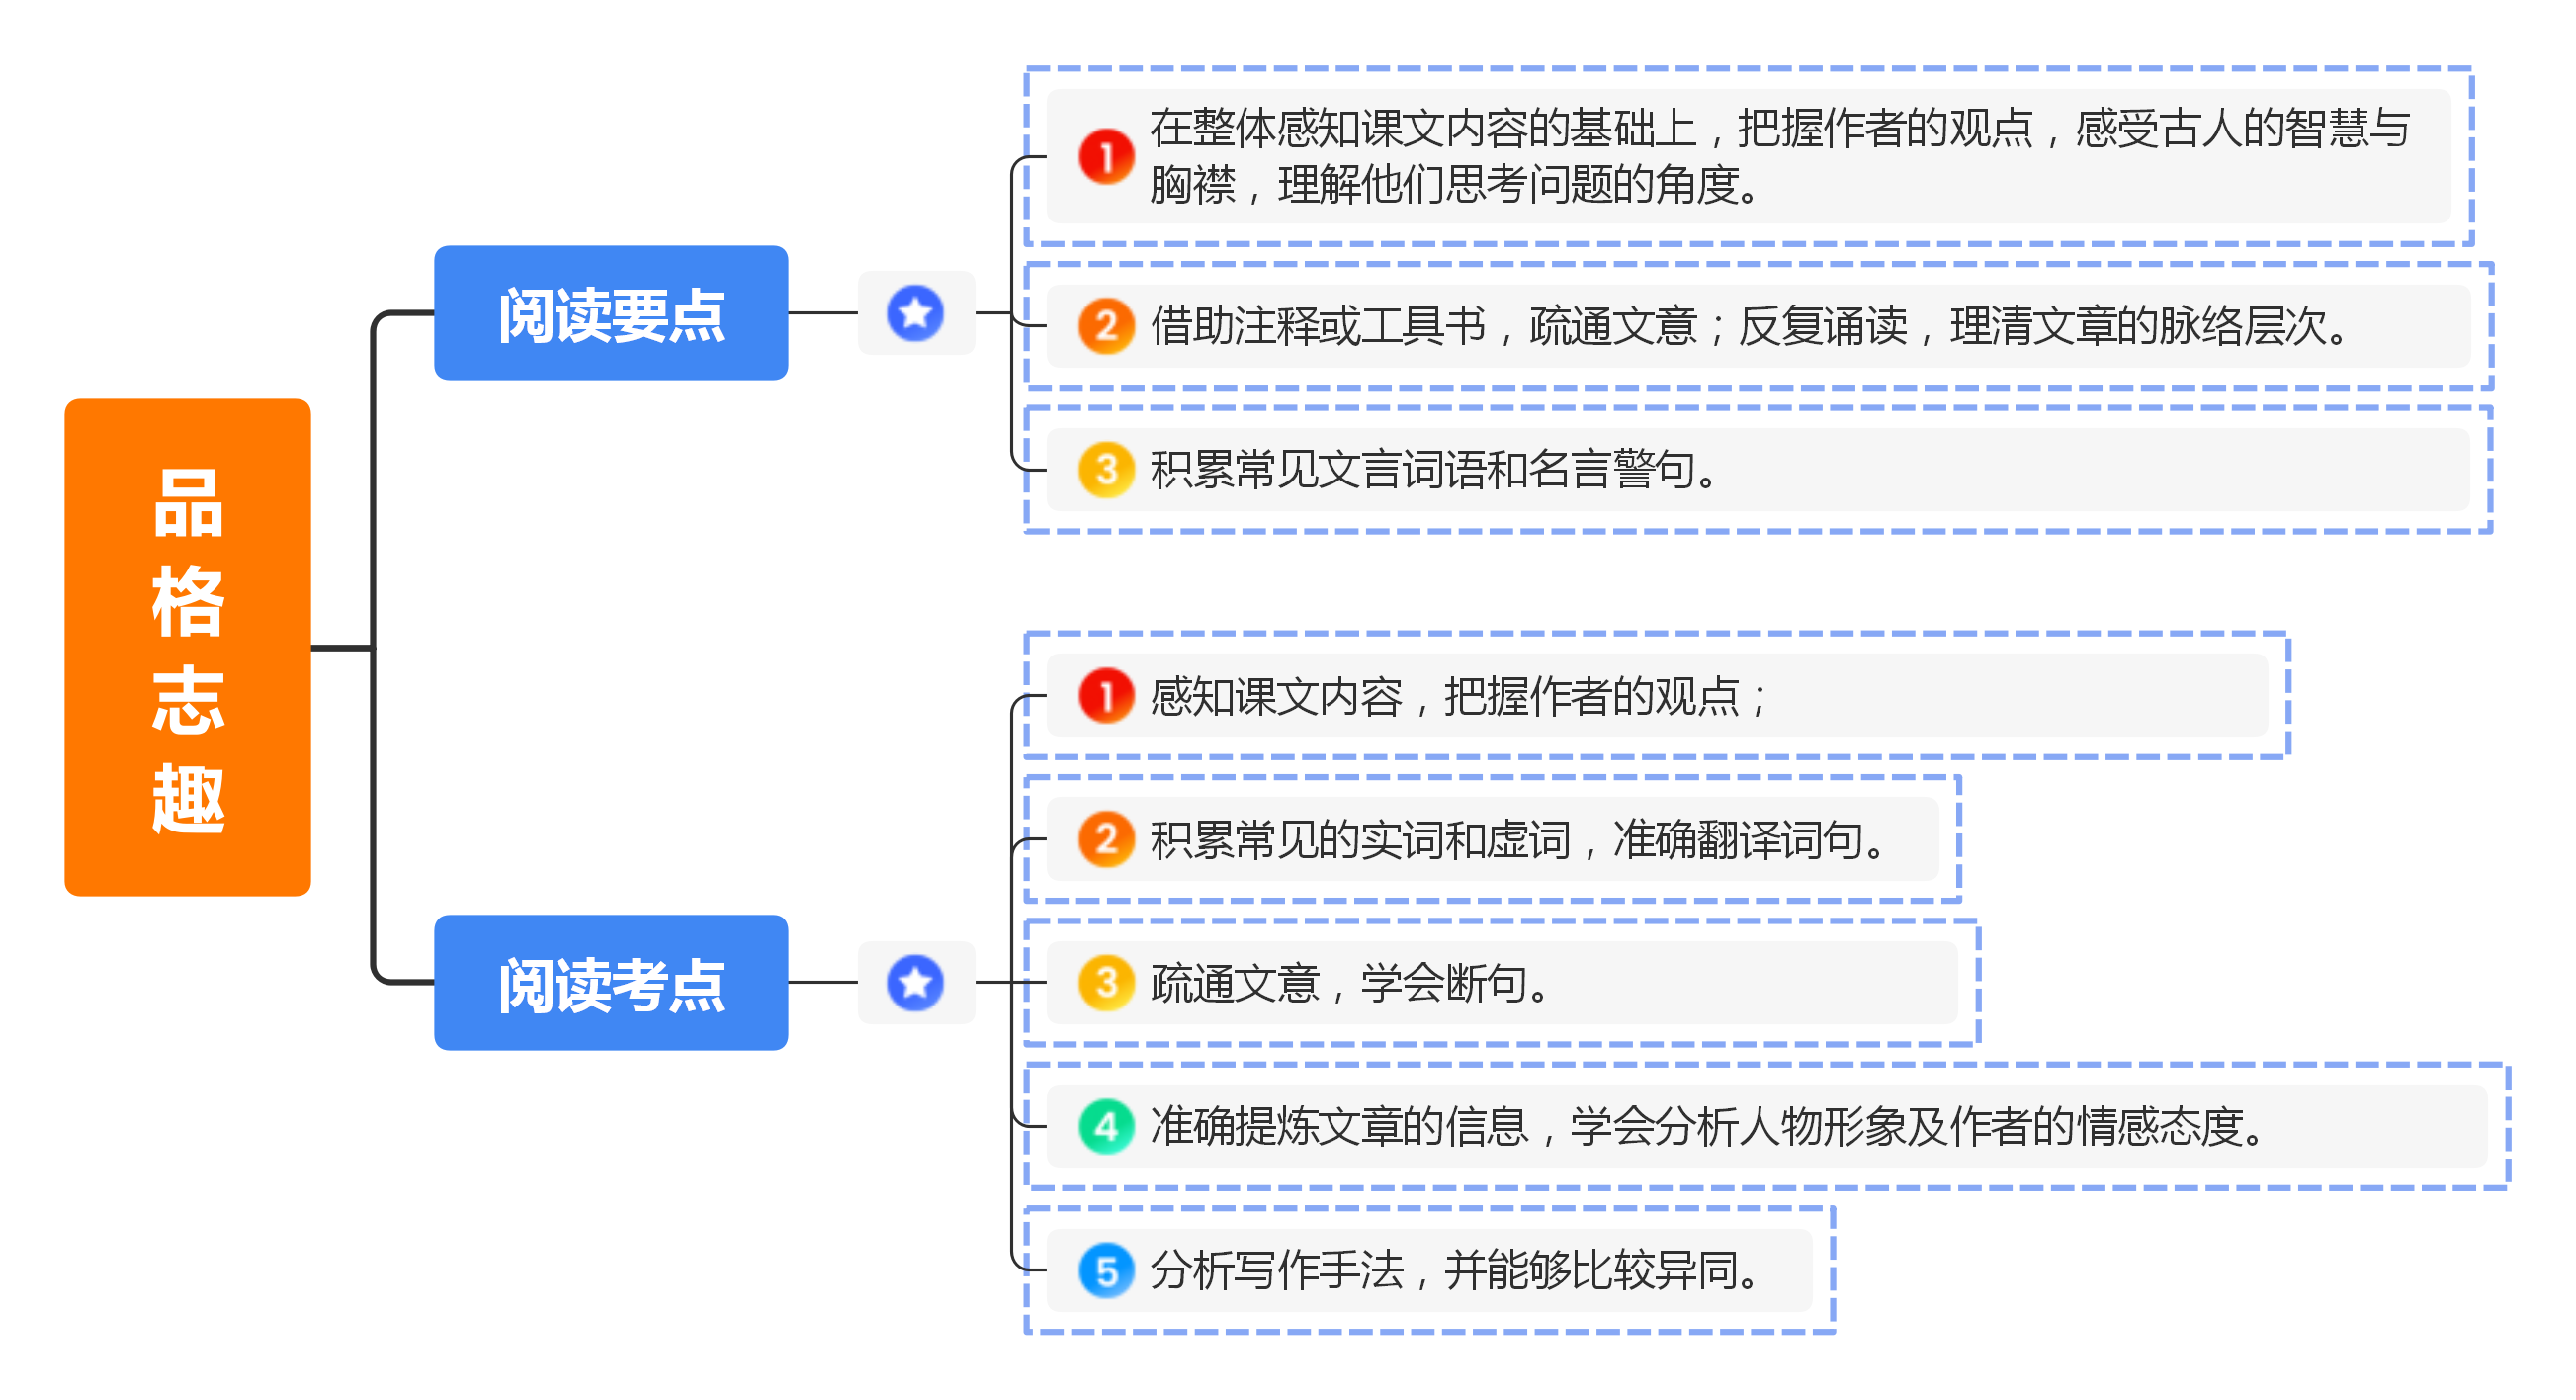 品
格
志
趣
阅读要点
1 在整体感知课文内容的基础上，把握作者的观点，感受古人的智慧与
胸襟，理解他们思考问题的角度。
2 借助注释或工具书，疏通文意；反复诵读，理清文章的脉络层次。
3 积累常见文言词语和名言警句。
阅读考点
1 感知课文内容，把握作者的观点；
2 积累常见的实词和虚词，准确翻译词句。
3 疏通文意，学会断句。
4 准确提炼文章的信息，学会分析人物形象及作者的情感态度。
5 分析写作手法，并能够比较异同。